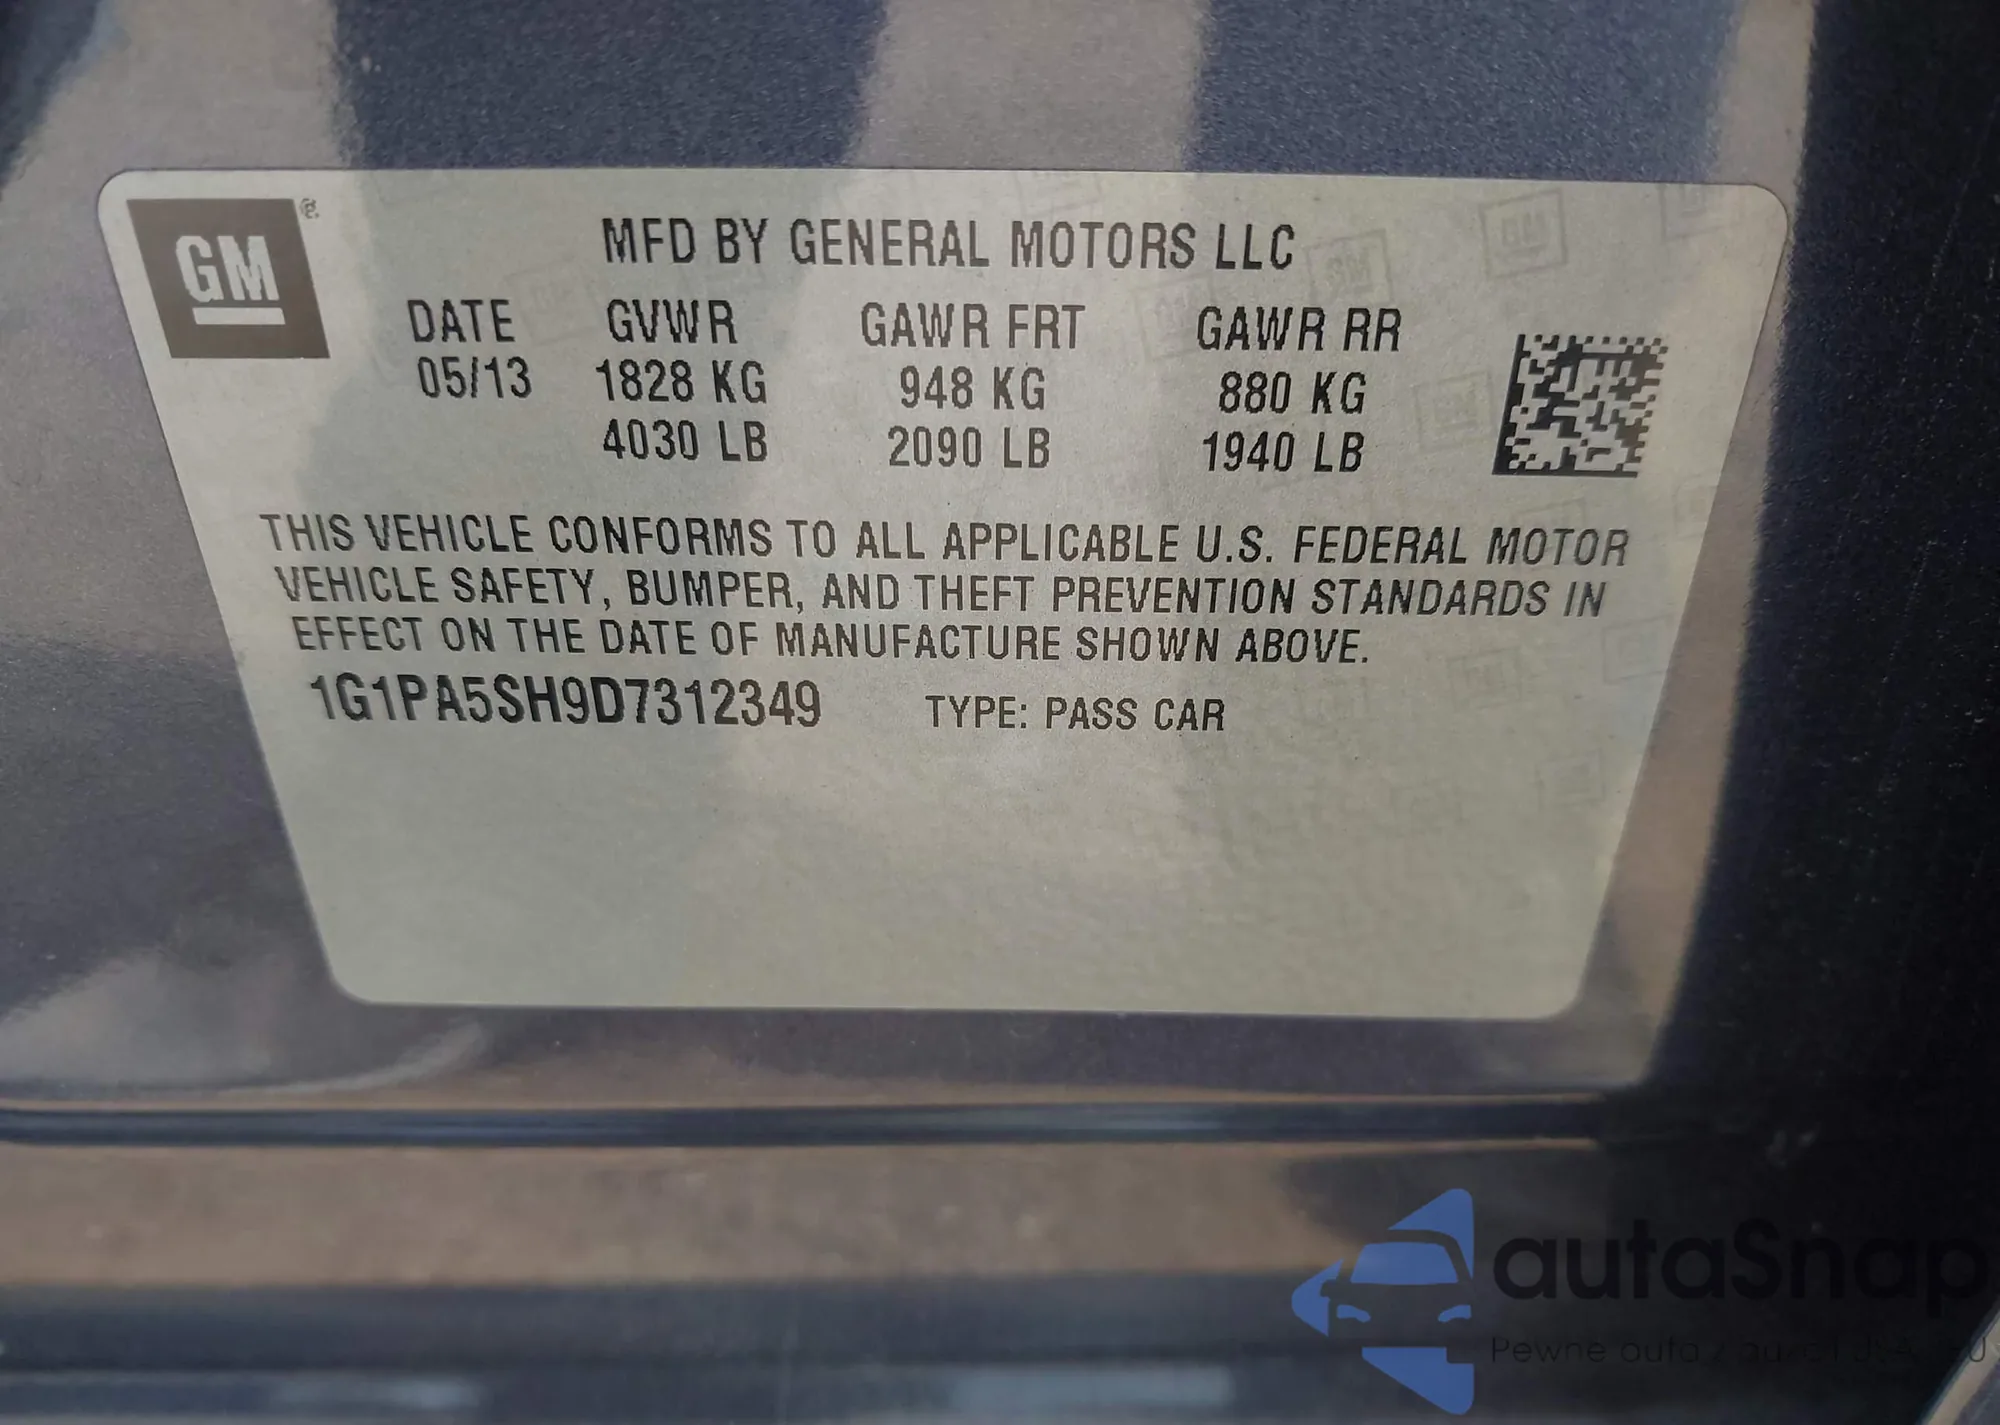 GM
MFD BY GENERAL MOTORS LLC
DATE GVWR GAWR FRT GAWR RR
05/13 1828 KG 948 KG 880 KG
4030 LB 2090 LB 1940 LB
THIS VEHICLE CONFORMS TO ALL APPLICABLE U.S. FEDERAL MOTOR
VEHICLE SAFETY, BUMPER, AND THEFT PREVENTION STANDARDS IN
EFFECT ON THE DATE OF MANUFACTURE SHOWN ABOVE.
1G1PA5SH9D7312349 TYPE: PASS CAR
autaSnap
Pewne auta